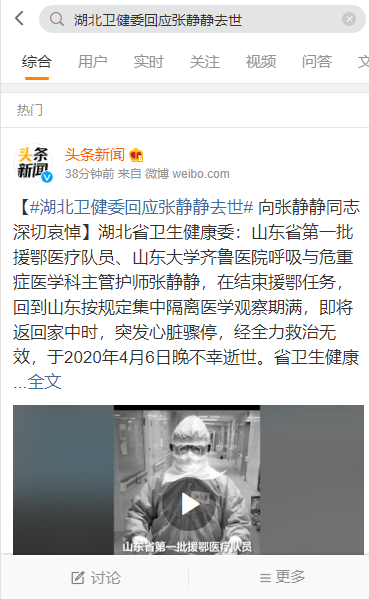 湖北卫健委回应张静静去世
综合 用户 实时 关注 视频 问答
热门
头条新闻
头条
新闻
38分钟前 来自 微博 weibo.com
【#湖北卫健委回应张静静去世# 向张静静同志
深切哀悼】湖北省卫生健康委：山东省第一批
援鄂医疗队员、山东大学齐鲁医院呼吸与危重
症医学科主管护师张静静，在结束援鄂任务，
回到山东按规定集中隔离医学观察期满，即将
返回家中时，突发心脏骤停，经全力救治无
效，于2020年4月6日晚不幸逝世。省卫生健康
...全文
山东省第一批援鄂医疗队员
讨论 更多